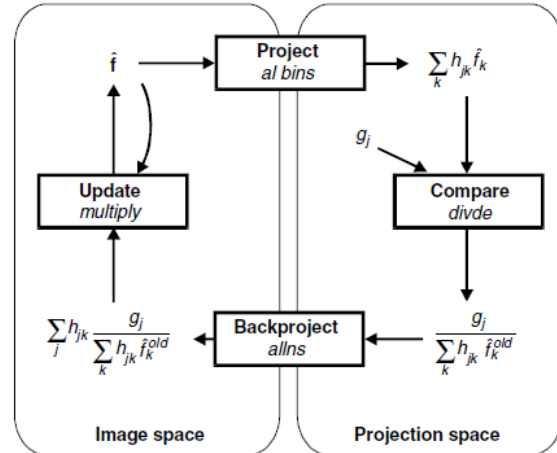 f̂
Project
al bins
∑_k h_jk f̂_k
g_j
Update
multiply
Compare
divde
∑_j h_jk g_j / ∑_k h_jk f̂_k^old
Backproject
allns
g_j / ∑_k h_jk f̂_k^old
Image space
Projection space